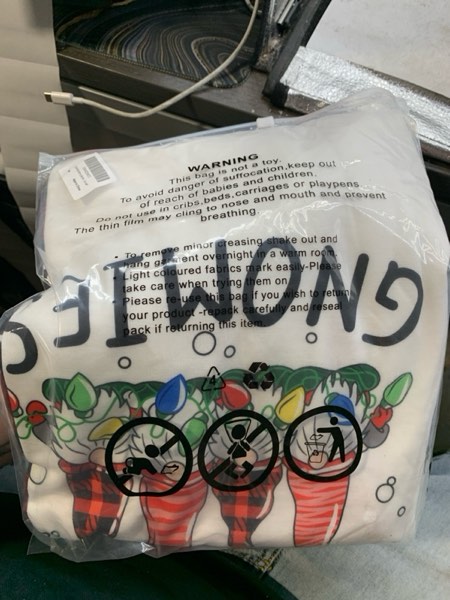 WARNING
This bag is not a toy.
To avoid danger of suffocation,keep out
of reach of babies and children.
Do not use in cribs,beds,carriages or playpens.
The thin film may cling to nose and mouth and prevent
breathing.
• To remove minor creasing shake out and
hang garment overnight in a warm room
• Light coloured fabrics mark easily-Please
take care when trying them on
• Please re-use this bag if you wish to return
your product -repack carefully and reseal
pack if returning this item.
GNOMIES